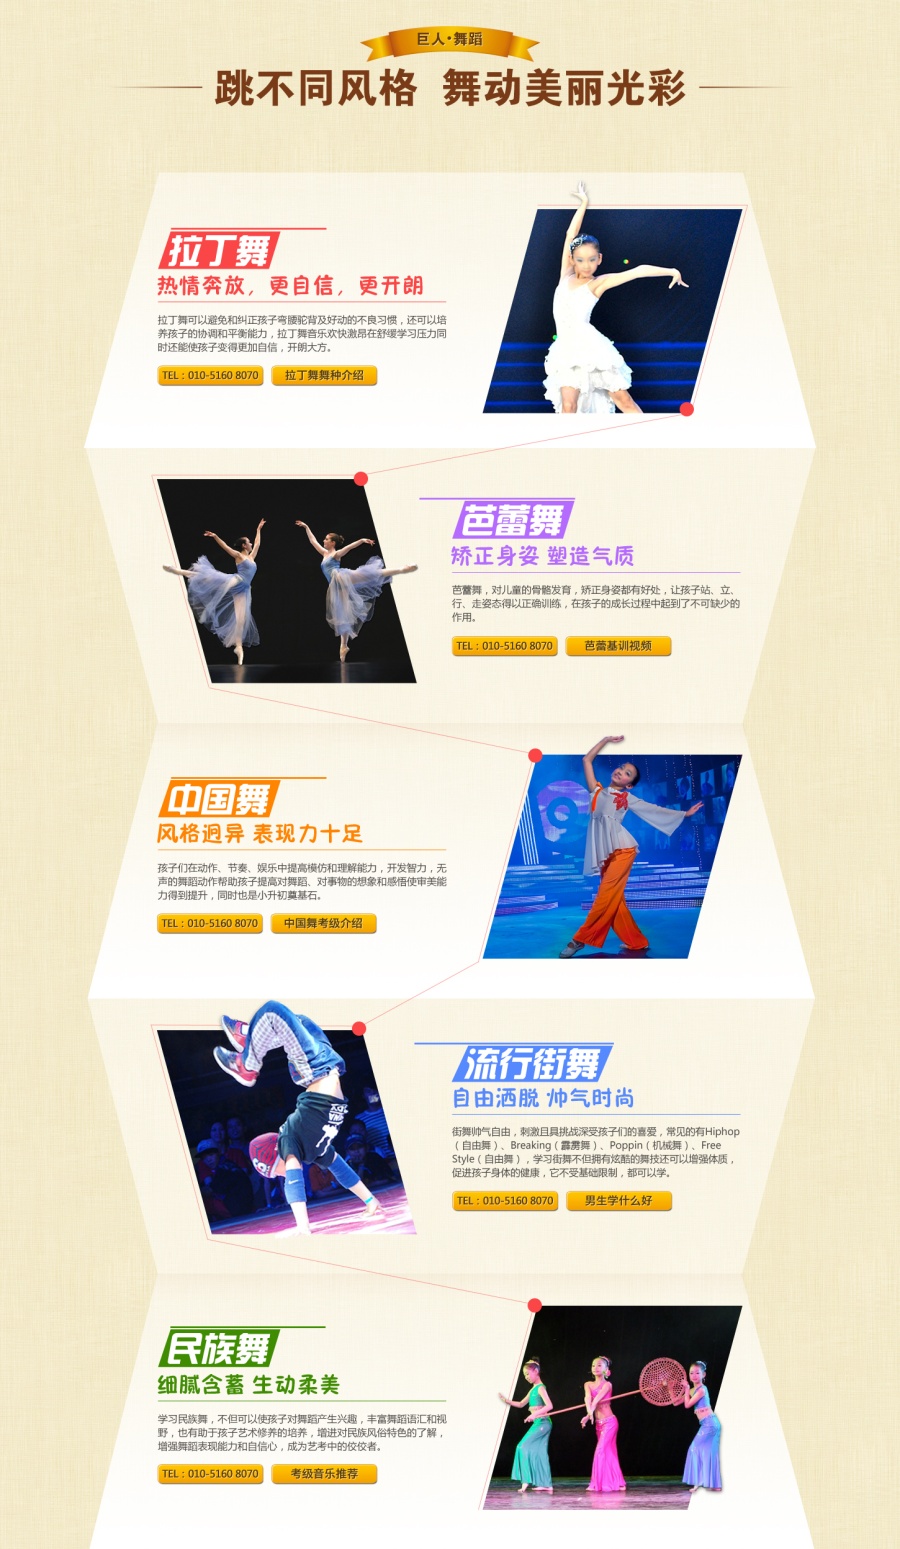 巨人·舞蹈
跳不同风格 舞动美丽光彩
拉丁舞
热情奔放，更自信，更开朗
拉丁舞可以避免和纠正孩子弯腰驼背及好动的不良习惯，还可以培
养孩子的协调和平衡能力，拉丁舞音乐欢快激昂在舒缓学习压力同
时还能使孩子变得更加自信，开朗大方。
TEL：010-5160 8070 拉丁舞舞种介绍
芭蕾舞
矫正身姿 塑造气质
芭蕾舞，对儿童的骨骼发育，矫正身姿都有好处，让孩子站、立、
行、走姿态得以正确训练，在孩子的成长过程中起到了不可缺少的
作用。
TEL：010-5160 8070 芭蕾基训视频
中国舞
风格迥异 表现力十足
孩子们在动作、节奏、娱乐中提高模仿和理解能力，开发智力，无
声的舞蹈动作帮助孩子提高对舞蹈、对事物的想象和感悟使审美能
力得到提升，同时也是小升初奠基石。
TEL：010-5160 8070 中国舞考级介绍
流行街舞
自由洒脱 帅气时尚
街舞帅气自由，刺激且具挑战深受孩子们的喜爱，常见的有Hiphop
（自由舞）、Breaking（霹雳舞）、Poppin（机械舞）、Free
Style（自由舞），学习街舞不但拥有炫酷的舞技还可以增强体质，
促进孩子身体的健康，它不受基础限制，都可以学。
TEL：010-5160 8070 男生学什么好
民族舞
细腻含蓄 生动柔美
学习民族舞，不但可以使孩子对舞蹈产生兴趣，丰富舞蹈语汇和视
野，也有助于孩子艺术修养的培养，增进对民族风俗特色的了解，
增强舞蹈表现能力和自信心，成为艺考中的佼佼者。
TEL：010-5160 8070 考级音乐推荐